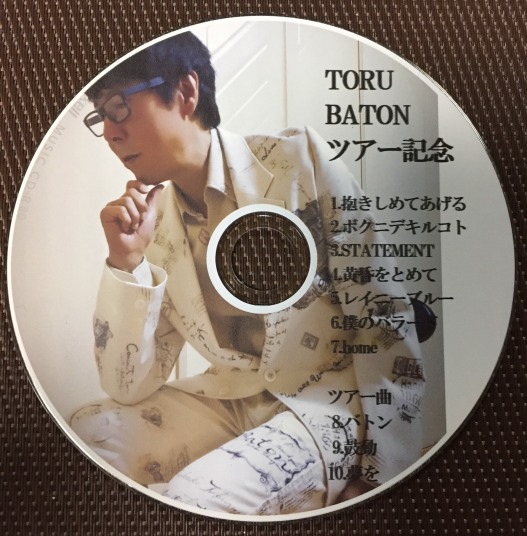 TORU
BATON
ツアー記念
1.抱きしめてあげる
2.ボクニデキルコト
3.STATEMENT
4.黄昏をとめて
5.レイニーブルー
6.僕のバラード
7.home
ツアー曲
8.バトン
9.鼓動
10.夢を
MUSIC CD-R